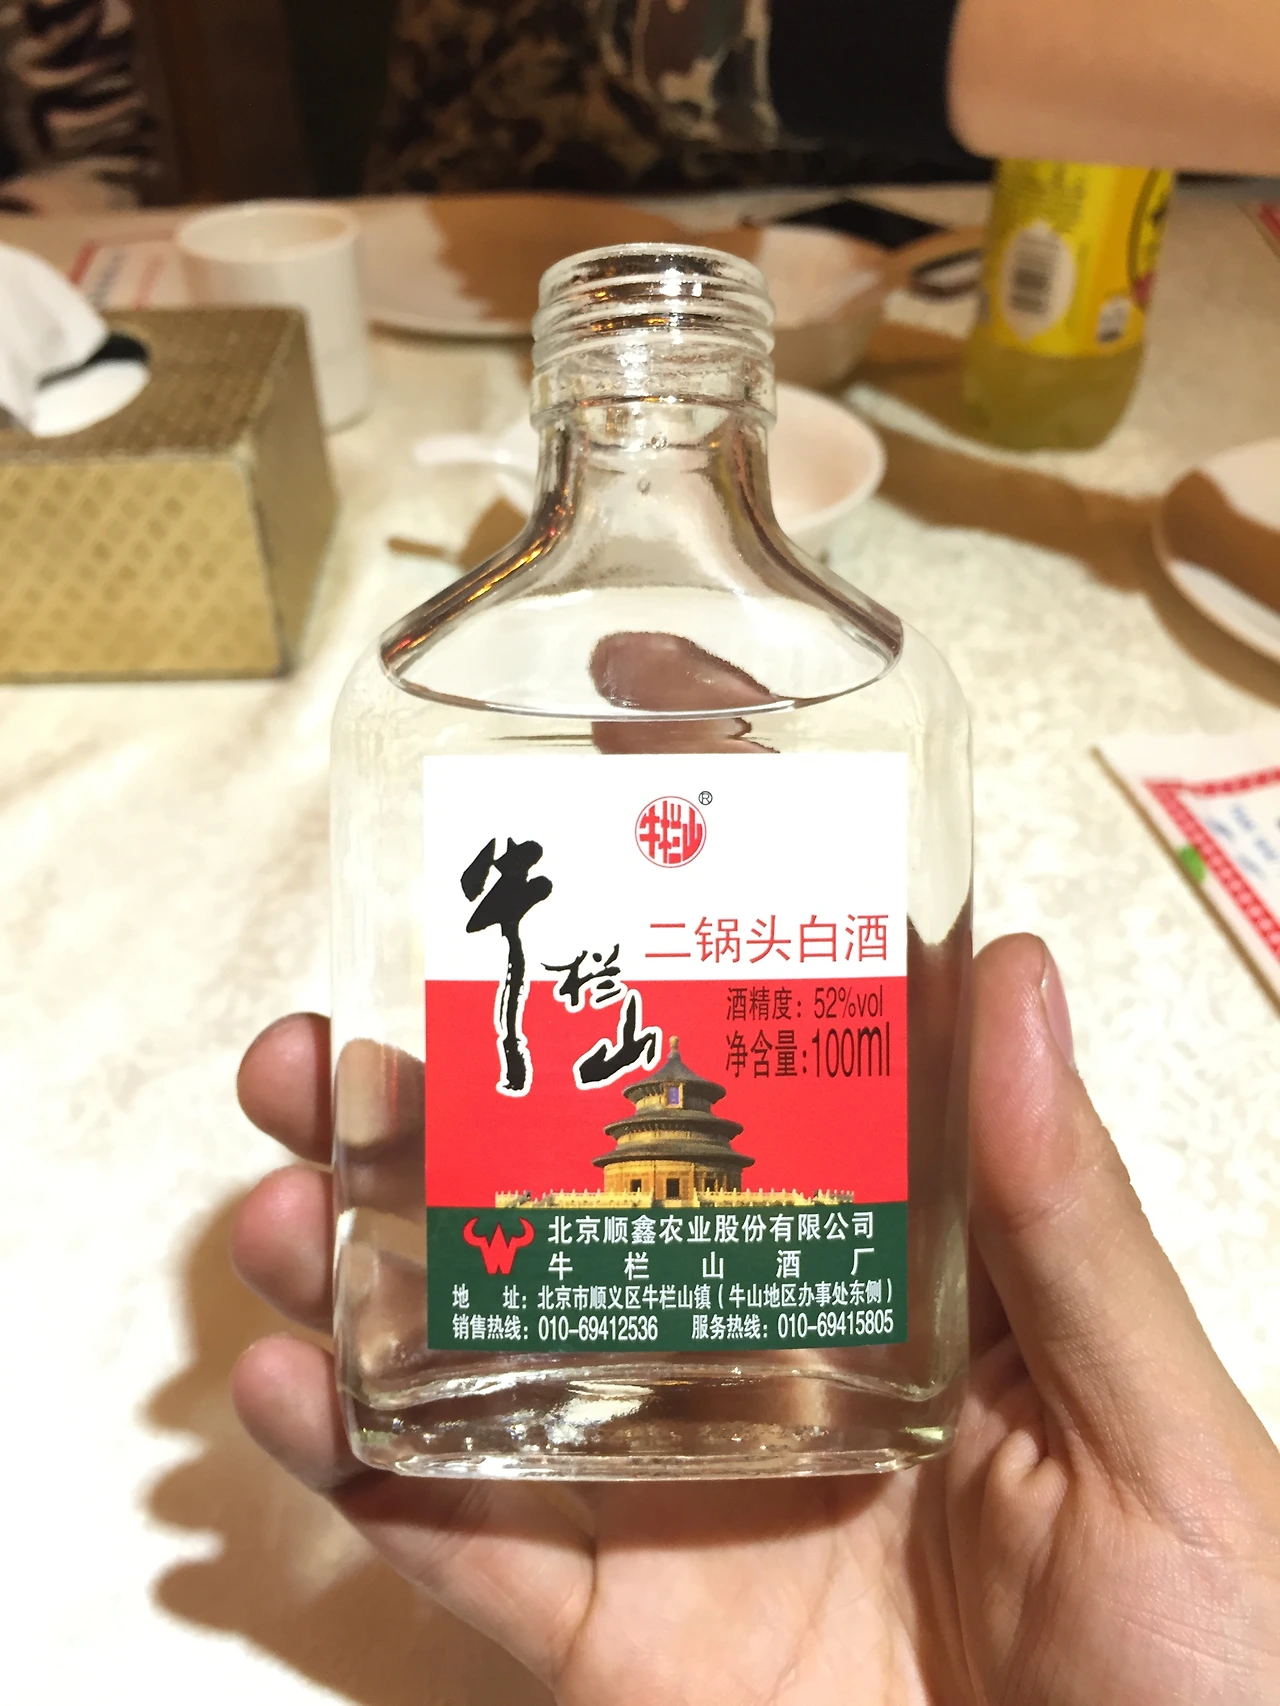 牛栏山®
牛栏山
二锅头白酒
酒精度：52%vol
净含量:100ml
北京顺鑫农业股份有限公司
牛栏山酒厂
地址：北京市顺义区牛栏山镇（牛山地区办事处东侧）
销售热线：010-69412536 服务热线：010-69415805